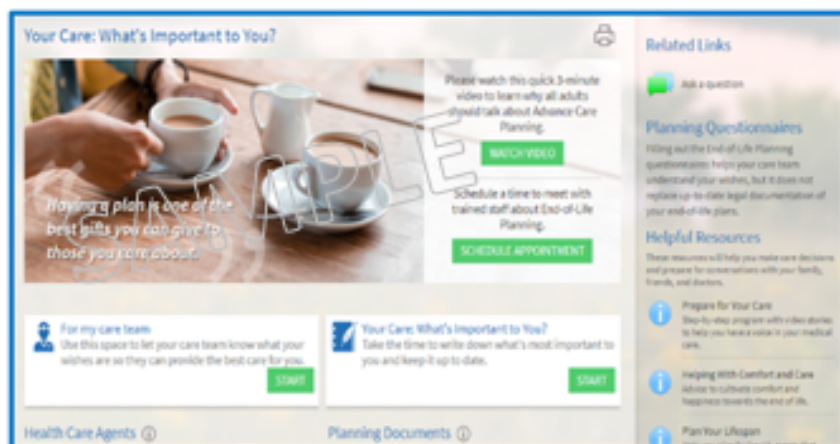 Your Care: What's Important to You?
Having a plan is one of the
best gifts you can give to
those you care about.
SAMPLE
Please watch this quick 3-minute
video to learn why all adults
should talk about Advance Care
Planning.
WATCH VIDEO
Schedule a time to meet with
trained staff about End-of-Life
Planning.
SCHEDULE APPOINTMENT
For my care team
Use this space to let your care team know what your
wishes are so they can provide the best care for you.
START
Your Care: What's Important to You?
Take the time to write down what's most important to
you and keep it up to date.
START
Health Care Agents
Planning Documents
Related Links
Ask a question
Planning Questionnaires
Filling out the End-of-Life Planning
questionnaires helps your care team
understand your wishes, but it does not
replace up-to-date legal documentation of
your end-of-life plans.
Helpful Resources
These resources will help you make care decisions
and prepare for conversations with your family,
friends, and doctors.
Prepare for Your Care
Step-by-step program with video stories
to help you have a voice in your medical
care.
Helping With Comfort and Care
Advice to cultivate comfort and
happiness towards the end of life.
Plan Your Lifespan